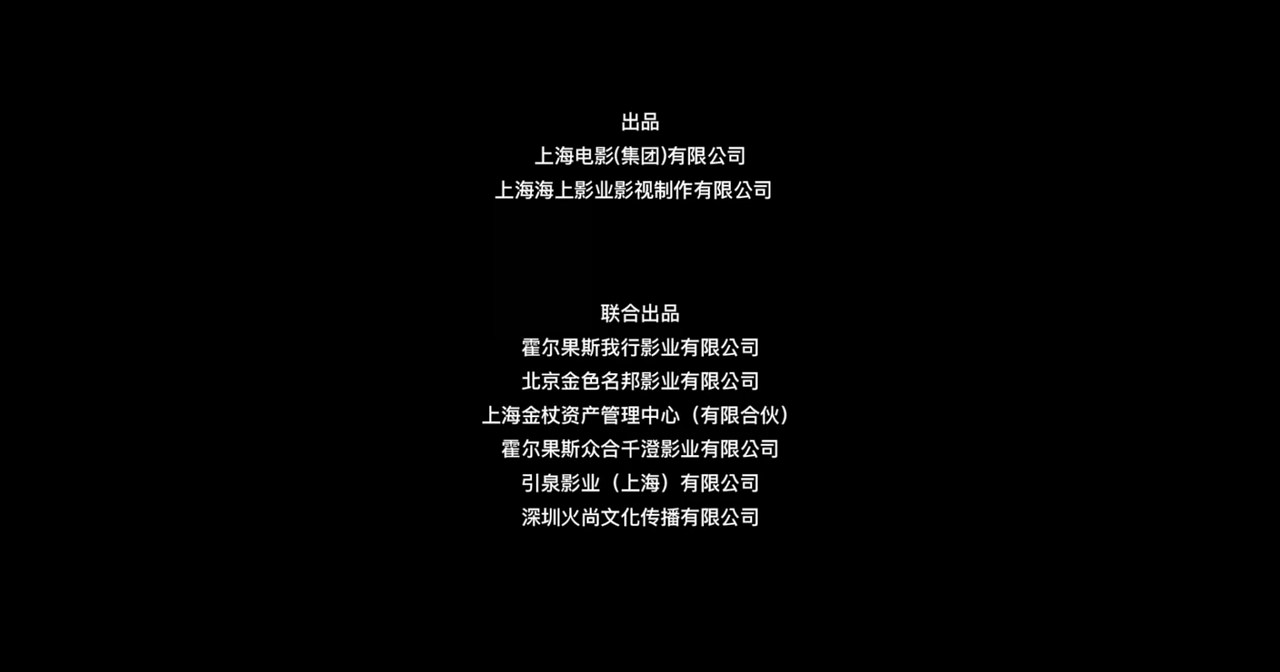 出品
上海电影(集团)有限公司
上海海上影业影视制作有限公司
联合出品
霍尔果斯我行影业有限公司
北京金色名邦影业有限公司
上海金杖资产管理中心（有限合伙）
霍尔果斯众合千澄影业有限公司
引泉影业（上海）有限公司
深圳火尚文化传播有限公司